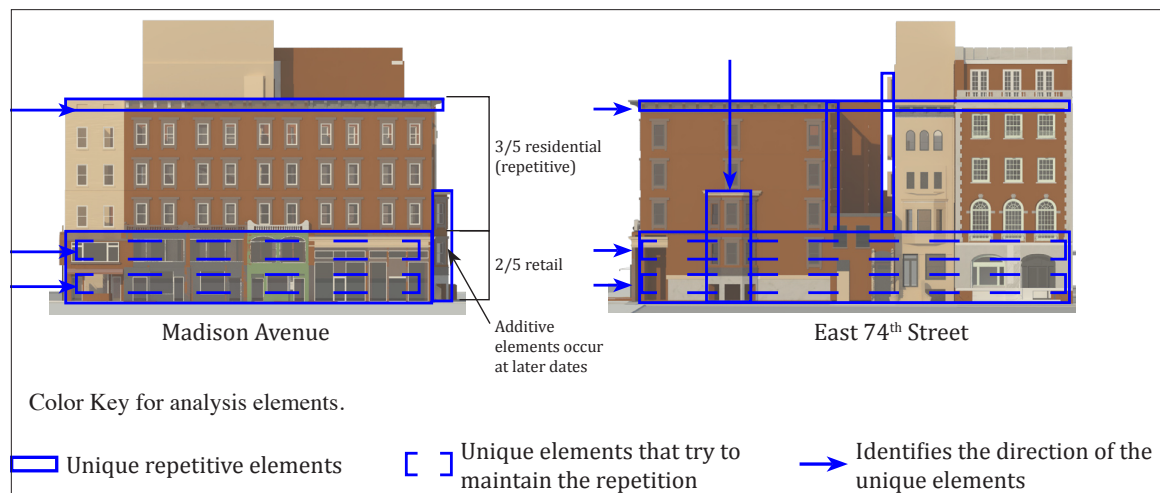 3/5 residential
(repetitive)
2/5 retail
Madison Avenue
Additive
elements occur
at later dates
East 74th Street
Color Key for analysis elements.
Unique repetitive elements
Unique elements that try to
maintain the repetition
Identifies the direction of the
unique elements